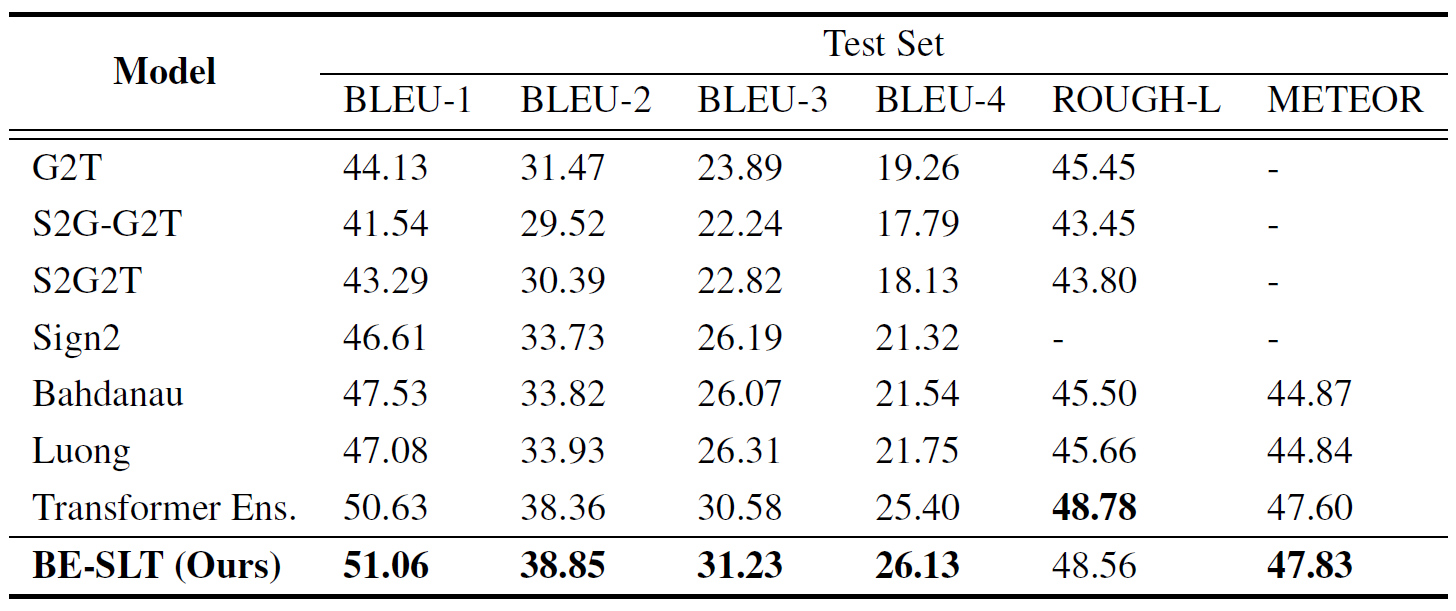 Test Set
Model
BLEU-1 BLEU-2 BLEU-3 BLEU-4 ROUGH-L METEOR
G2T 44.13 31.47 23.89 19.26 45.45 -
S2G-G2T 41.54 29.52 22.24 17.79 43.45 -
S2G2T 43.29 30.39 22.82 18.13 43.80 -
Sign2 46.61 33.73 26.19 21.32 - -
Bahdanau 47.53 33.82 26.07 21.54 45.50 44.87
Luong 47.08 33.93 26.31 21.75 45.66 44.84
Transformer Ens. 50.63 38.36 30.58 25.40 48.78 47.60
BE-SLT (Ours) 51.06 38.85 31.23 26.13 48.56 47.83